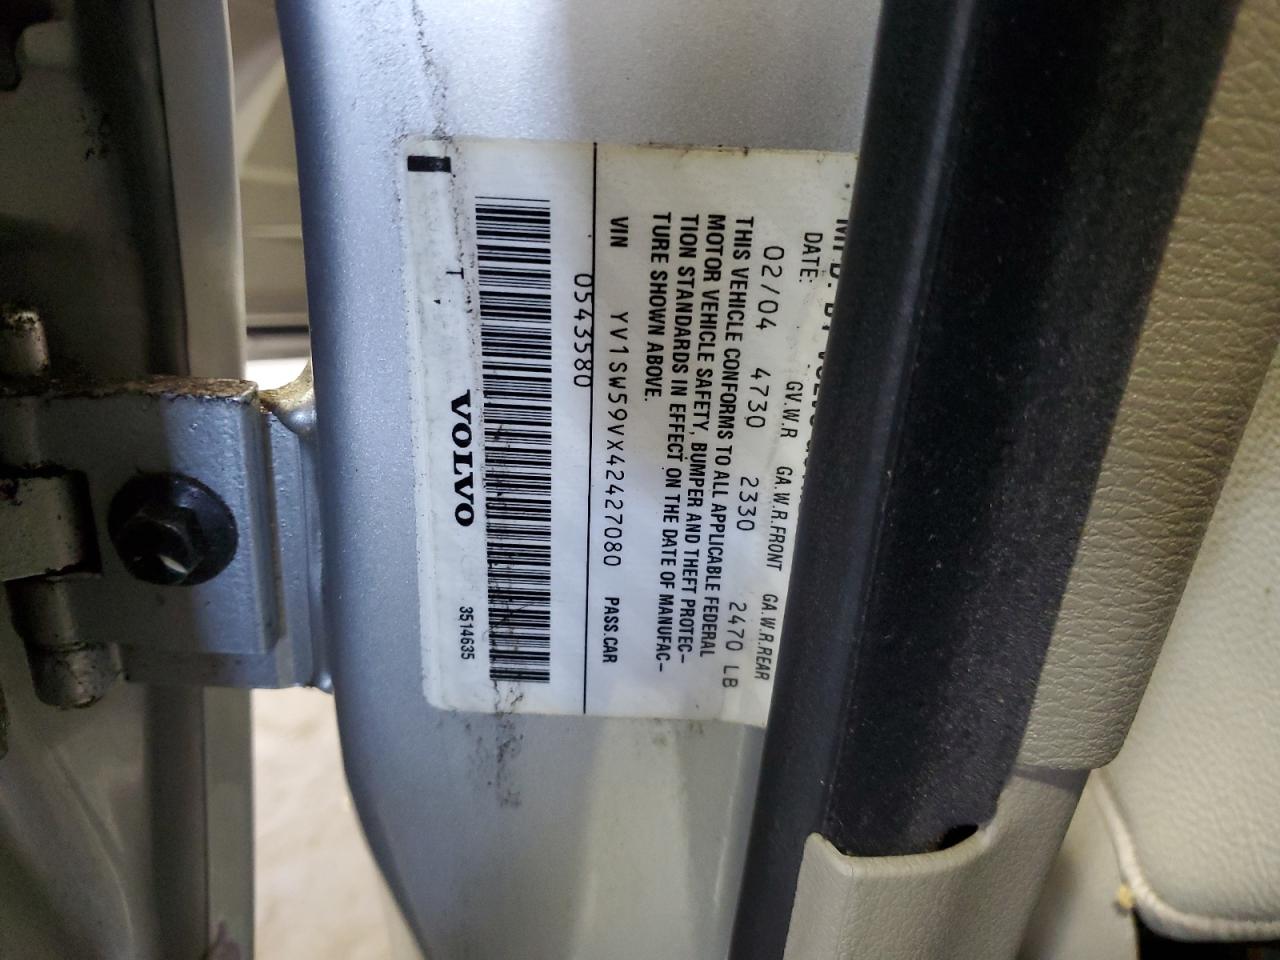 DATE:
GV.W.R GA.W.R.FRONT GA.W.R.REAR
02/04 4730 2330 2470 LB
THIS VEHICLE CONFORMS TO ALL APPLICABLE FEDERAL
MOTOR VEHICLE SAFETY, BUMPER AND THEFT PROTEC-
TION STANDARDS IN EFFECT ON THE DATE OF MANUFAC-
TURE SHOWN ABOVE.
VIN YV1SW59VX42427080 PASS.CAR
0543580
T
VOLVO 3514635